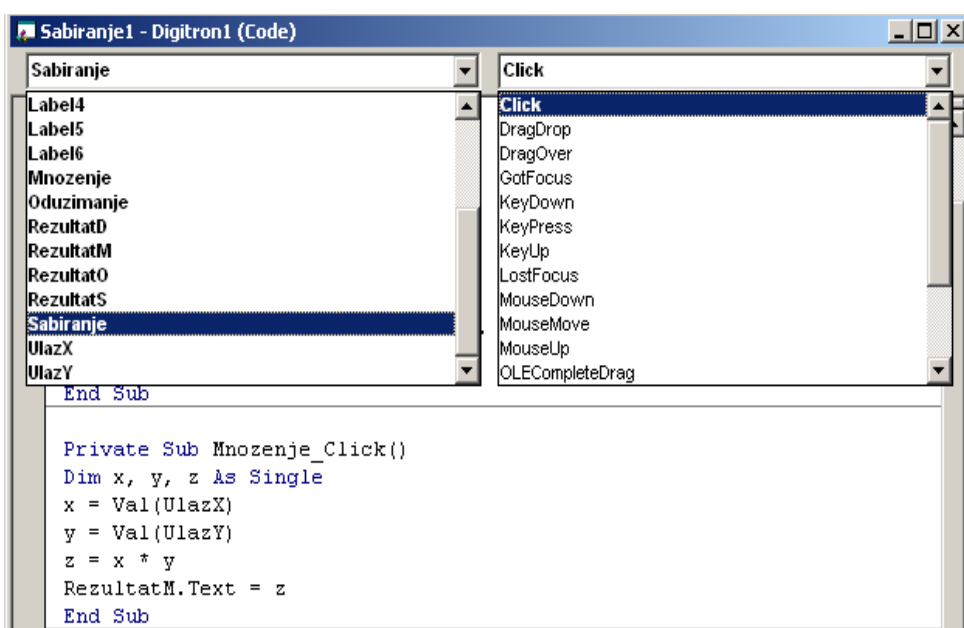 Sabiranje1 - Digitron1 (Code)
Sabiranje
Click
Label4
Label5
Label6
Mnozenje
Oduzimanje
RezultatD
RezultatM
RezultatO
RezultatS
Sabiranje
UlazX
UlazY
Click
DragDrop
DragOver
GotFocus
KeyDown
KeyPress
KeyUp
LostFocus
MouseDown
MouseMove
MouseUp
OLECompleteDrag
End Sub
Private Sub Mnozenje_Click()
Dim x, y, z As Single
x = Val(UlazX)
y = Val(UlazY)
z = x * y
RezultatM.Text = z
End Sub